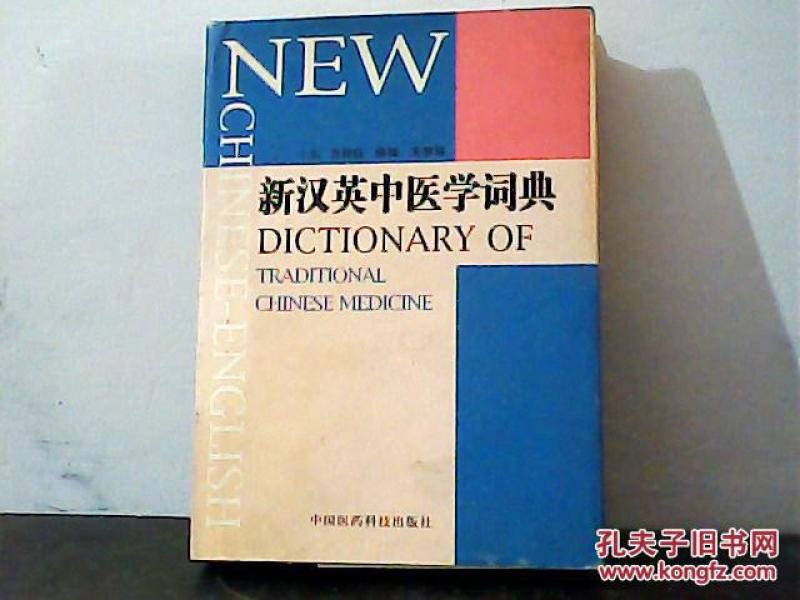 NEW
CHINESE-ENGLISH
新汉英中医学词典
DICTIONARY OF
TRADITIONAL
CHINESE MEDICINE
中国医药科技出版社
孔夫子旧书网
www.kongfz.com